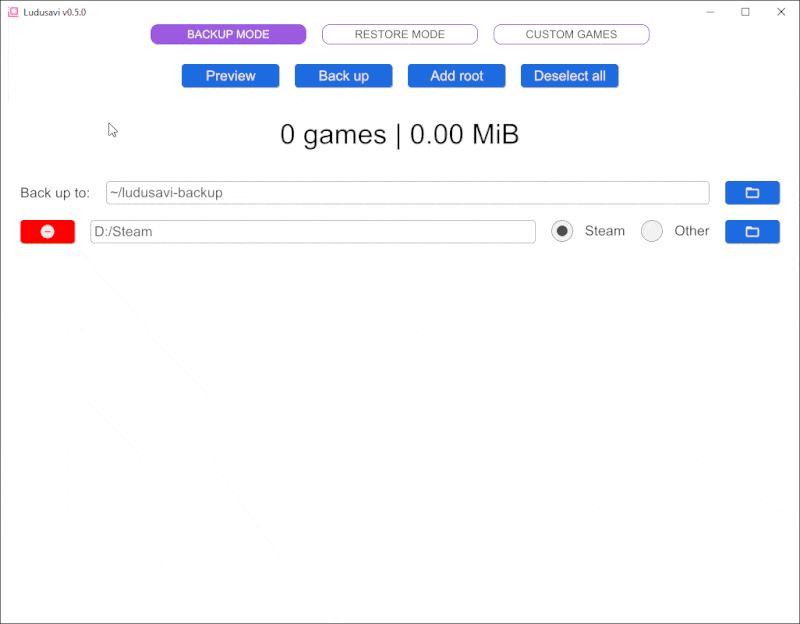 Ludusavi v0.5.0
BACKUP MODE RESTORE MODE CUSTOM GAMES
Preview Back up Add root Deselect all
0 games | 0.00 MiB
Back up to: ~/ludusavi-backup
D:/Steam Steam Other